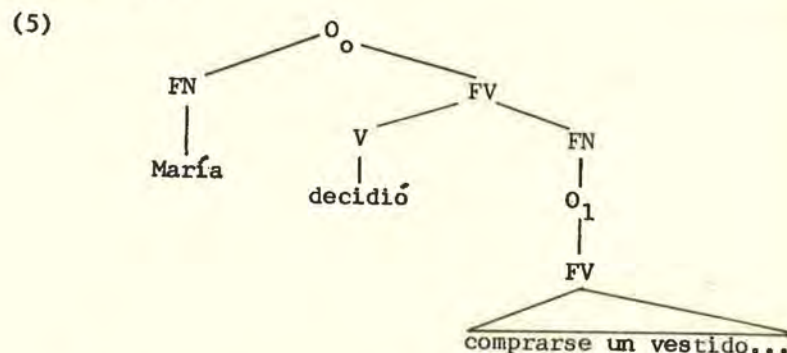 (5)
O₀
FN FV
V FN
María
decidió
O₁
FV
comprarse un vestido...